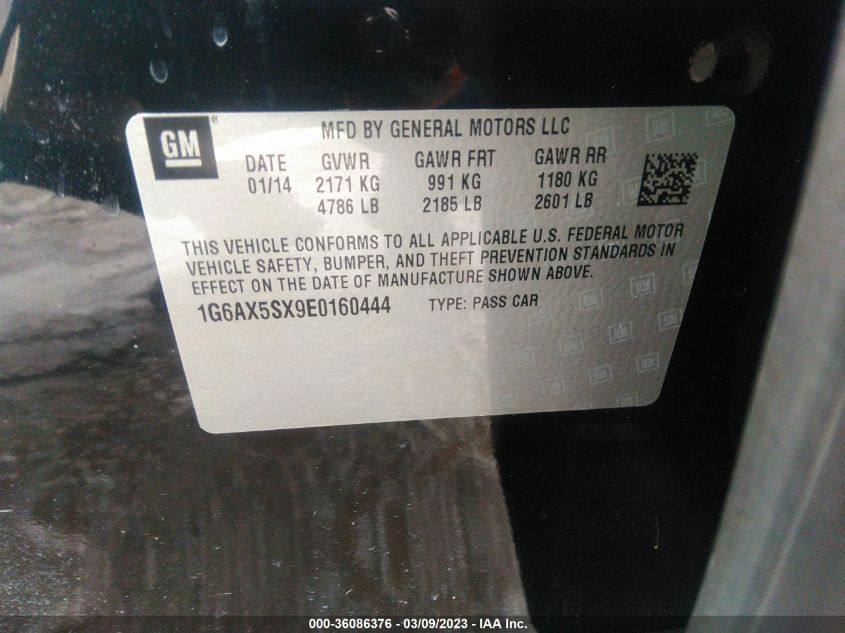 GM ® MFD BY GENERAL MOTORS LLC
DATE GVWR GAWR FRT GAWR RR
01/14 2171 KG 991 KG 1180 KG
4786 LB 2185 LB 2601 LB
THIS VEHICLE CONFORMS TO ALL APPLICABLE U.S. FEDERAL MOTOR
VEHICLE SAFETY, BUMPER, AND THEFT PREVENTION STANDARDS IN
EFFECT ON THE DATE OF MANUFACTURE SHOWN ABOVE.
1G6AX5SX9E0160444 TYPE: PASS CAR
000-36086376 - 03/09/2023 - IAA Inc.